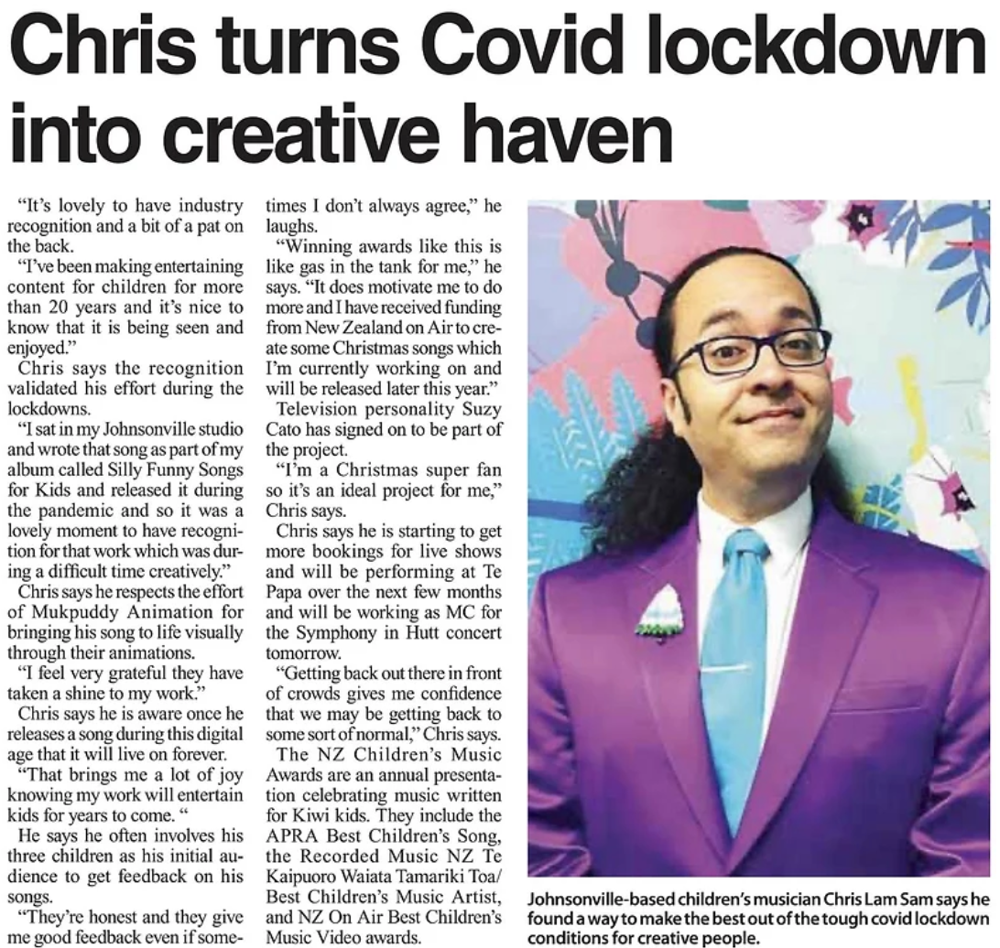 Chris turns Covid lockdown
into creative haven
“It’s lovely to have industry
recognition and a bit of a pat on
the back.
“I’ve been making entertaining
content for children for more
than 20 years and it’s nice to
know that it is being seen and
enjoyed.”
Chris says the recognition
validated his effort during the
lockdowns.
“I sat in my Johnsonville studio
and wrote that song as part of my
album called Silly Funny Songs
for Kids and released it during
the pandemic and so it was a
lovely moment to have recogni-
tion for that work which was dur-
ing a difficult time creatively.”
Chris says he respects the effort
of Mukpuddy Animation for
bringing his song to life visually
through their animations.
“I feel very grateful they have
taken a shine to my work.”
Chris says he is aware once he
releases a song during this digital
age that it will live on forever.
“That brings me a lot of joy
knowing my work will entertain
kids for years to come. “
He says he often involves his
three children as his initial au-
dience to get feedback on his
songs.
“They’re honest and they give
me good feedback even if some-
times I don’t always agree,” he
laughs.
“Winning awards like this is
like gas in the tank for me,” he
says. “It does motivate me to do
more and I have received funding
from New Zealand on Air to cre-
ate some Christmas songs which
I’m currently working on and
will be released later this year.”
Television personality Suzy
Cato has signed on to be part of
the project.
“I’m a Christmas super fan
so it’s an ideal project for me,”
Chris says.
Chris says he is starting to get
more bookings for live shows
and will be performing at Te
Papa over the next few months
and will be working as MC for
the Symphony in Hutt concert
tomorrow.
“Getting back out there in front
of crowds gives me confidence
that we may be getting back to
some sort of normal,” Chris says.
The NZ Children’s Music
Awards are an annual presenta-
tion celebrating music written
for Kiwi kids. They include the
APRA Best Children’s Song,
the Recorded Music NZ Te
Kaipuoro Waiata Tamariki Toa/
Best Children’s Music Artist,
and NZ On Air Best Children’s
Music Video awards.
Johnsonville-based children’s musician Chris Lam Sam says he
found a way to make the best out of the tough covid lockdown
conditions for creative people.